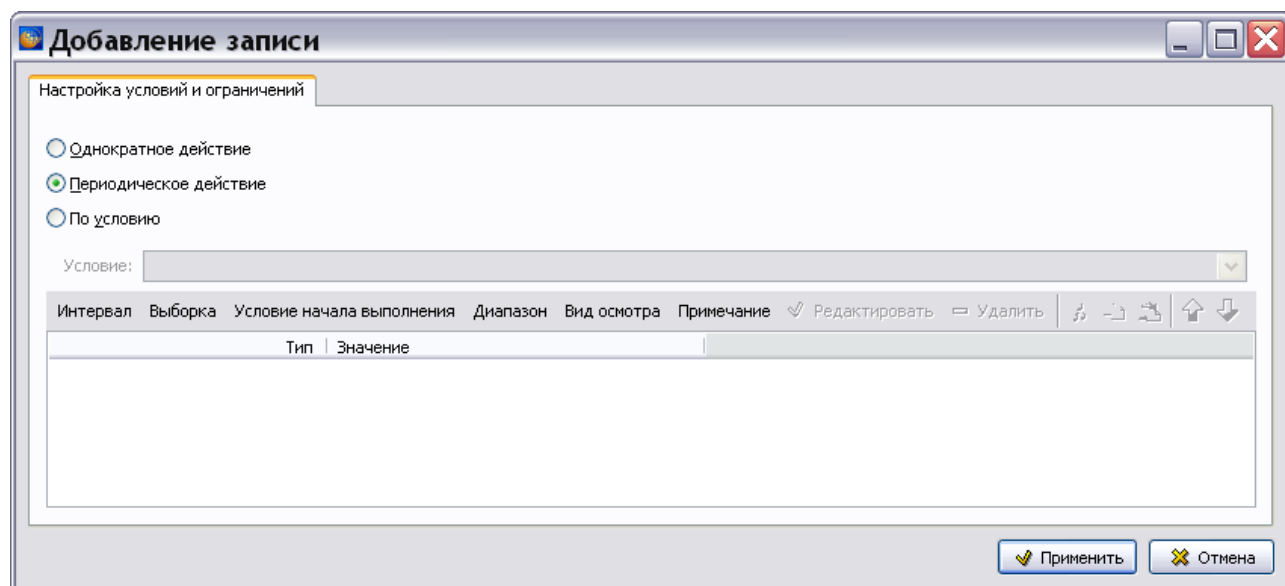 Добавление записи
Настройка условий и ограничений
Однократное действие
Периодическое действие
По условию
Условие:
Интервал Выборка Условие начала выполнения Диапазон Вид осмотра Примечание Редактировать Удалить
Тип Значение
Применить Отмена